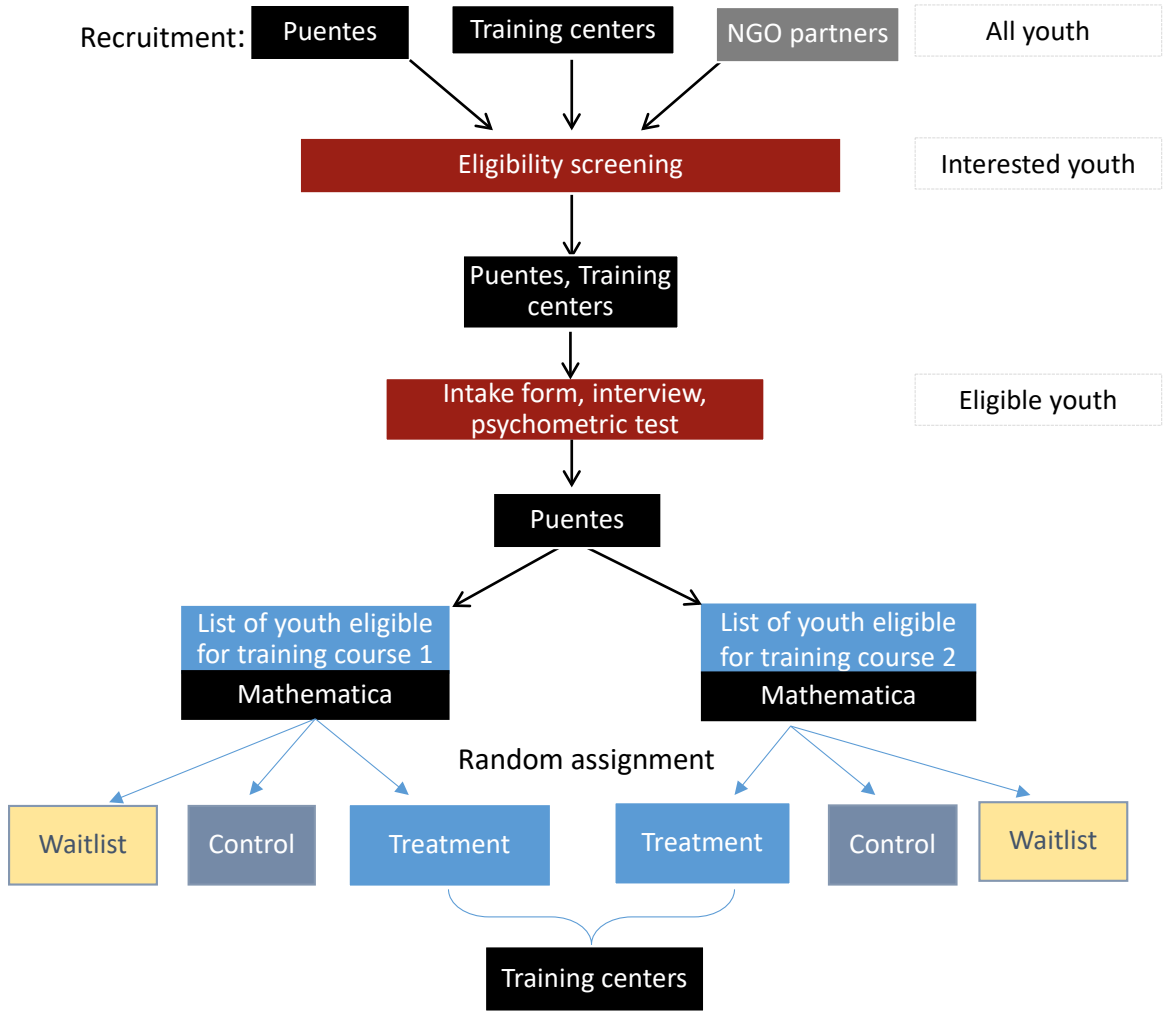 Recruitment:
Puentes
Training centers
NGO partners
All youth
Eligibility screening
Interested youth
Puentes, Training
centers
Intake form, interview,
psychometric test
Eligible youth
Puentes
List of youth eligible
for training course 1
Mathematica
List of youth eligible
for training course 2
Mathematica
Random assignment
Waitlist
Control
Treatment
Treatment
Control
Waitlist
Training centers